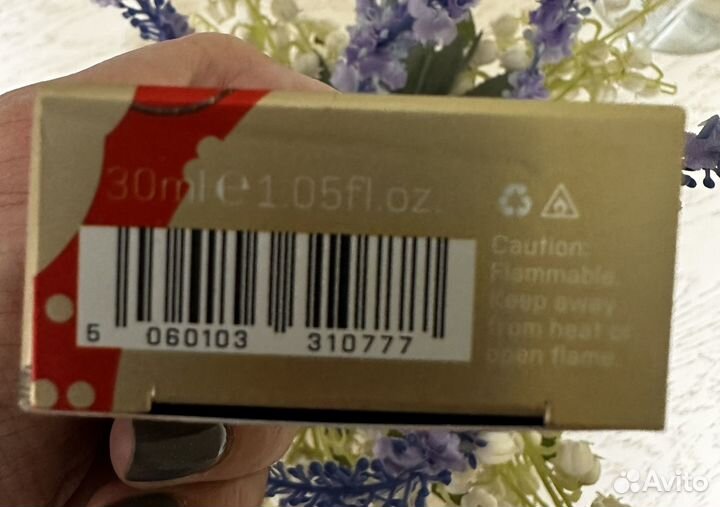 30ml ℮ 1.05fl.oz.
Caution:
Flammable.
Keep away
from heat or
open flame.
5 060103 310777
Avito